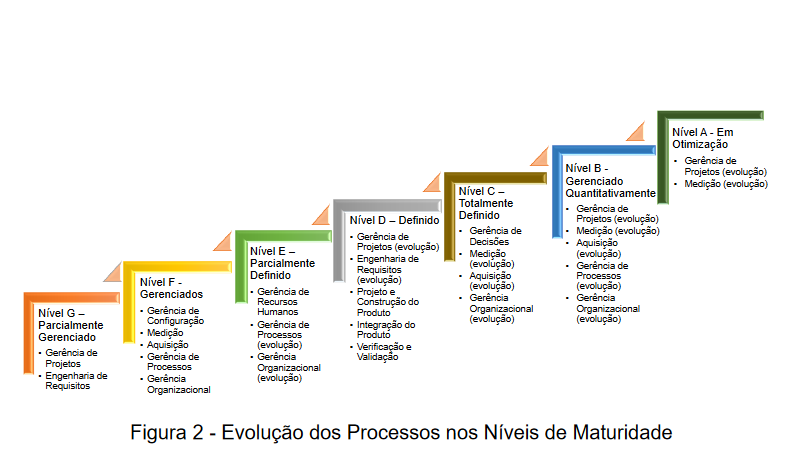 Nível G –
Parcialmente
Gerenciado
• Gerência de
Projetos
• Engenharia de
Requisitos
Nível F -
Gerenciados
• Gerência de
Configuração
• Medição
• Aquisição
• Gerência de
Processos
• Gerência
Organizacional
Nível E –
Parcialmente
Definido
• Gerência de
Recursos
Humanos
• Gerência de
Processos
(evolução)
• Gerência
Organizacional
(evolução)
Nível D – Definido
• Gerência de
Projetos (evolução)
• Engenharia de
Requisitos
(evolução)
• Projeto e
Construção do
Produto
• Integração do
Produto
• Verificação e
Validação
Nível C –
Totalmente
Definido
• Gerência de
Decisões
• Medição
(evolução)
• Aquisição
(evolução)
• Gerência
Organizacional
(evolução)
Nível B -
Gerenciado
Quantitativamente
• Gerência de
Projetos (evolução)
• Medição (evolução)
• Aquisição
(evolução)
• Gerência de
Processos
(evolução)
• Gerência
Organizacional
(evolução)
Nível A - Em
Otimização
• Gerência de
Projetos (evolução)
• Medição (evolução)
Figura 2 - Evolução dos Processos nos Níveis de Maturidade